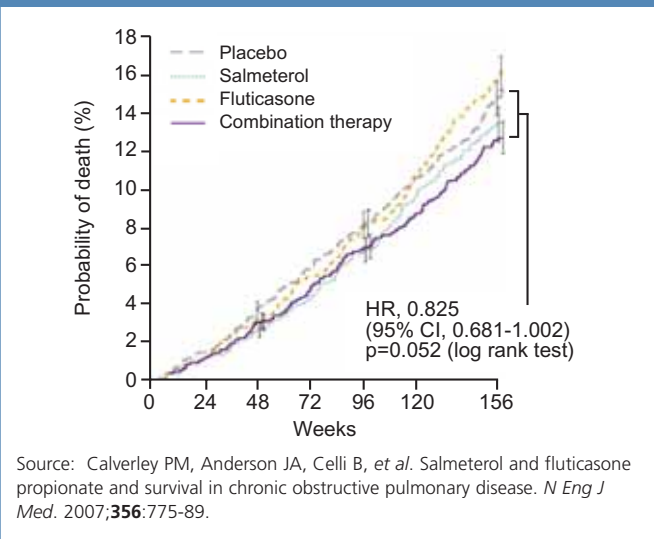 18
16
14
12
10
8
6
4
2
0
Probability of death (%)
Placebo
Salmeterol
Fluticasone
Combination therapy
HR, 0.825
(95% CI, 0.681-1.002)
p=0.052 (log rank test)
0 24 48 72 96 120 156
Weeks
Source: Calverley PM, Anderson JA, Celli B, et al. Salmeterol and fluticasone
propionate and survival in chronic obstructive pulmonary disease. N Eng J
Med. 2007;356:775-89.